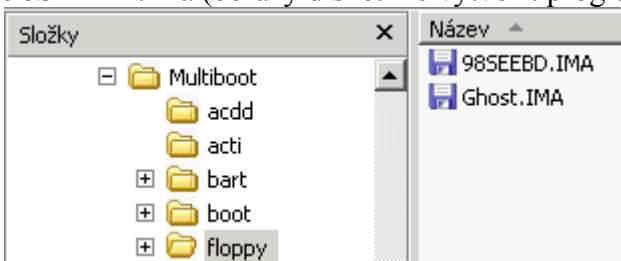 Složky
Název
Multiboot
acdd
acti
bart
boot
floppy
98SEEBD.IMA
Ghost.IMA